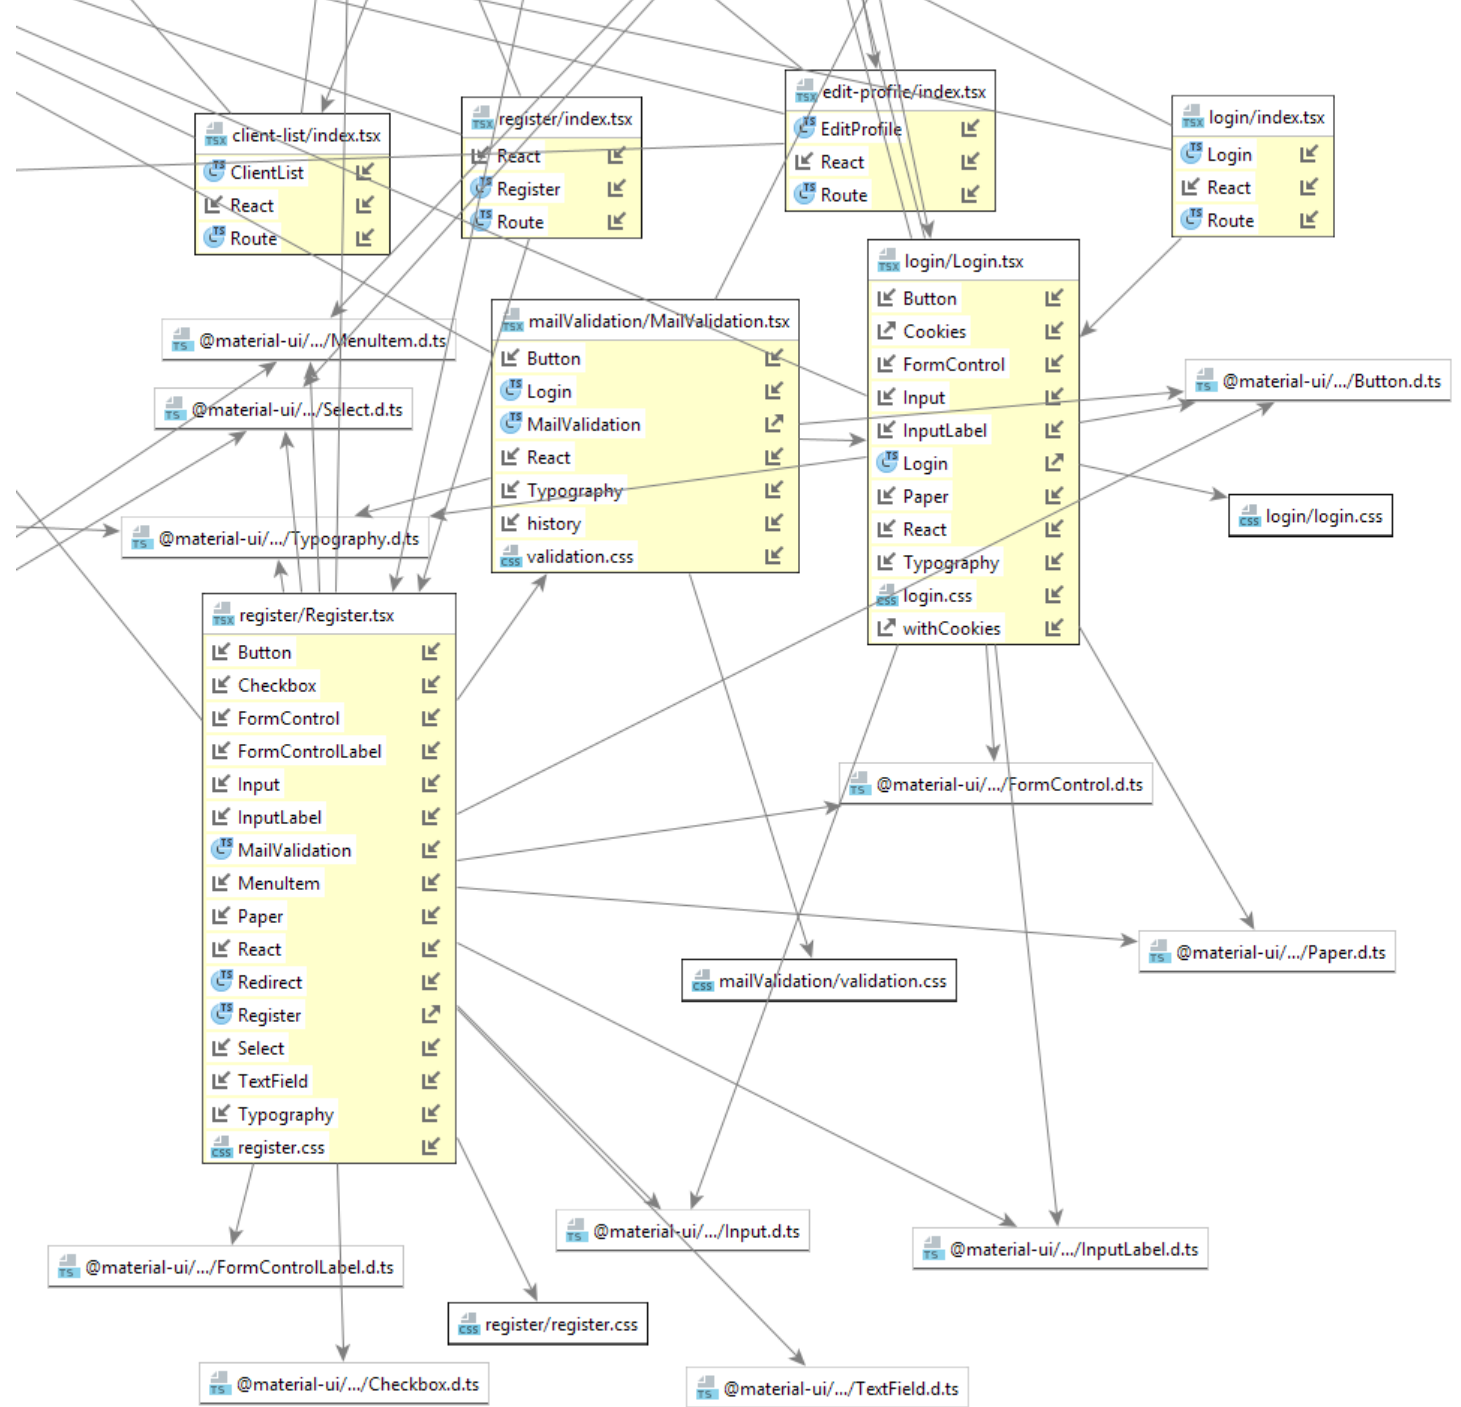 client-list/index.tsx
ClientList
React
Route
register/index.tsx
React
Register
Route
edit-profile/index.tsx
EditProfile
React
Route
login/index.tsx
Login
React
Route
@material-ui/.../MenuItem.d.ts
@material-ui/.../Select.d.ts
@material-ui/.../Typography.d.ts
mailValidation/MailValidation.tsx
Button
Login
MailValidation
React
Typography
history
validation.css
login/Login.tsx
Button
Cookies
FormControl
Input
InputLabel
Login
Paper
React
Typography
login.css
withCookies
@material-ui/.../Button.d.ts
login/login.css
register/Register.tsx
Button
Checkbox
FormControl
FormControlLabel
Input
InputLabel
MailValidation
MenuItem
Paper
React
Redirect
Register
Select
TextField
Typography
register.css
@material-ui/.../FormControl.d.ts
@material-ui/.../Paper.d.ts
mailValidation/validation.css
@material-ui/.../Input.d.ts
@material-ui/.../InputLabel.d.ts
@material-ui/.../FormControlLabel.d.ts
register/register.css
@material-ui/.../Checkbox.d.ts
@material-ui/.../TextField.d.ts